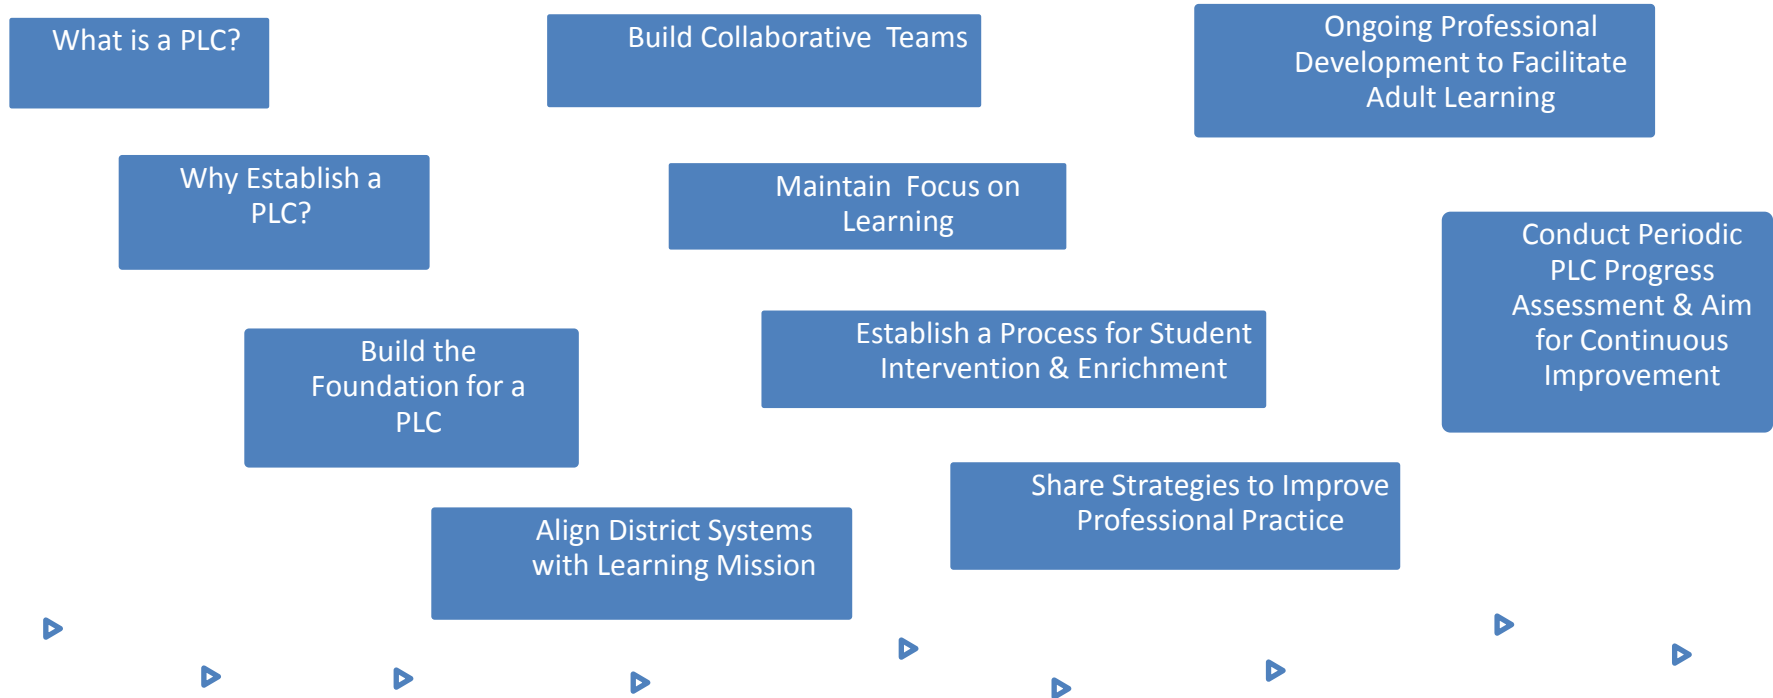 What is a PLC?
Why Establish a
PLC?
Build the
Foundation for a
PLC
Align District Systems
with Learning Mission
Build Collaborative  Teams
Maintain  Focus on
Learning
Establish a Process for Student
Intervention & Enrichment
Share Strategies to Improve
Professional Practice
Ongoing Professional
Development to Facilitate
Adult Learning
Conduct Periodic
PLC Progress
Assessment & Aim
for Continuous
Improvement